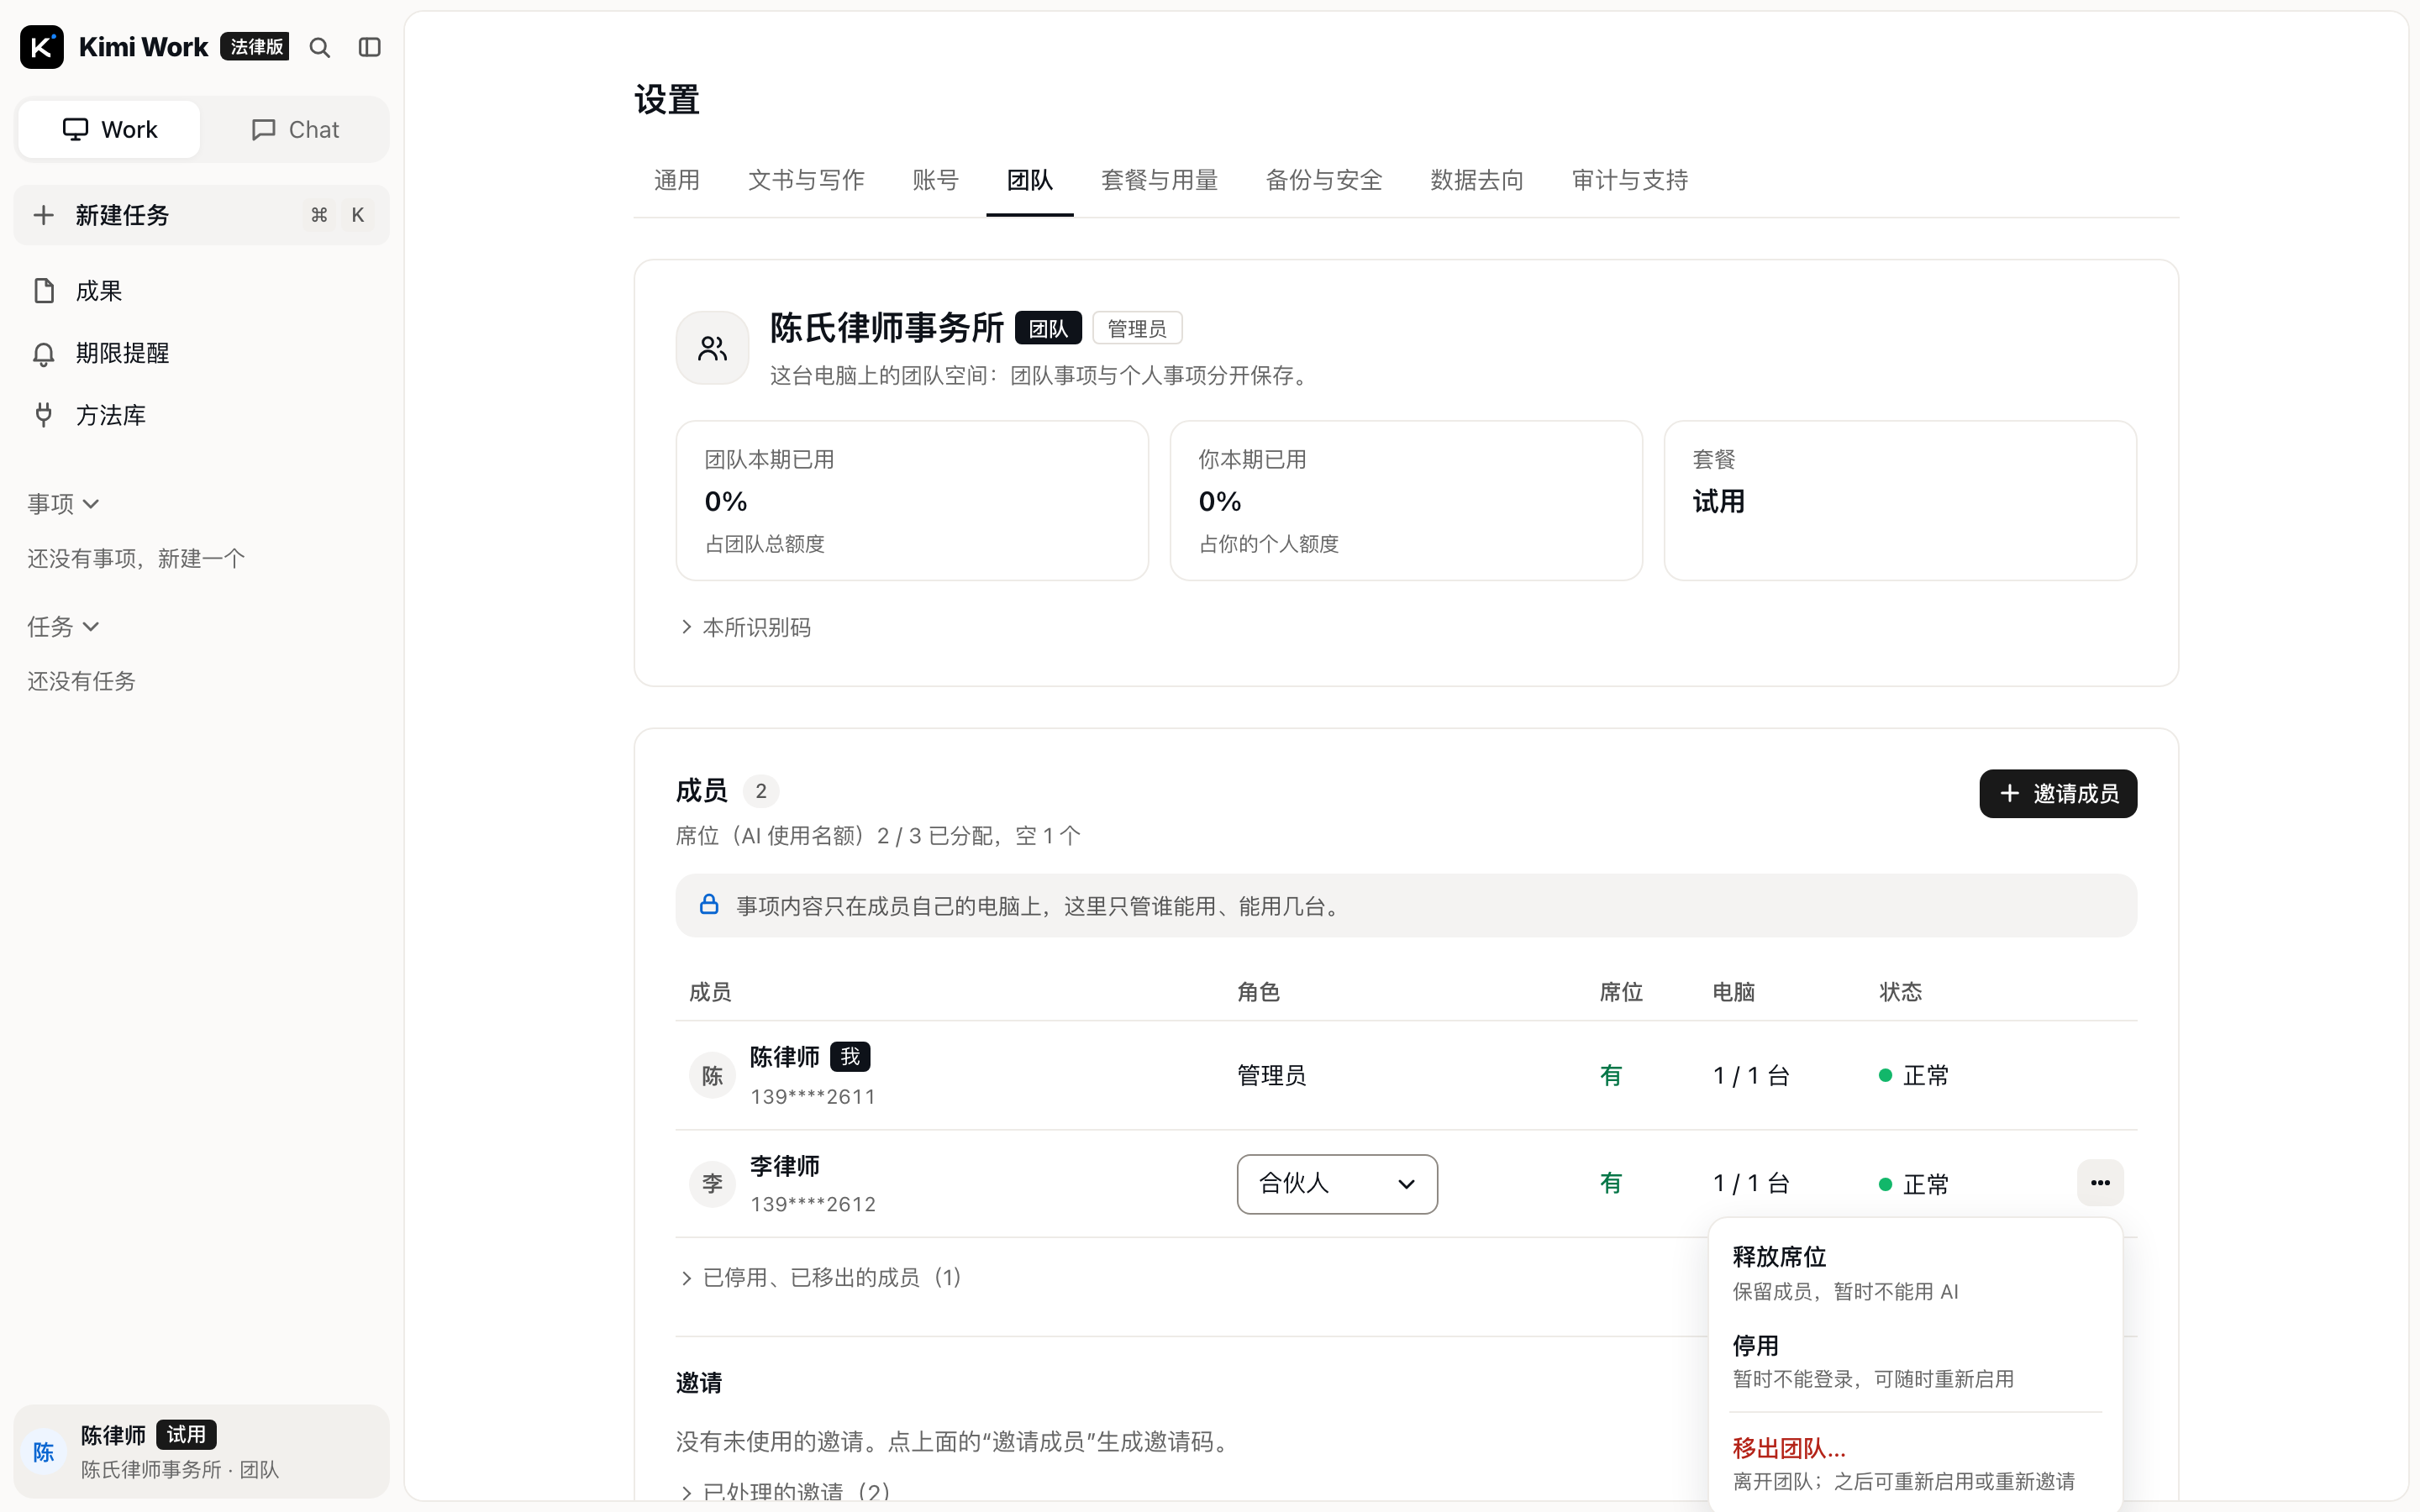 Kimi Work 法律版
Work
Chat
新建任务 ⌘ K
成果
期限提醒
方法库
事项
还没有事项，新建一个
任务
还没有任务
陈 陈律师 试用
陈氏律师事务所 · 团队
设置
通用 文书与写作 账号 团队 套餐与用量 备份与安全 数据去向 审计与支持
陈氏律师事务所 团队 管理员
这台电脑上的团队空间：团队事项与个人事项分开保存。
团队本期已用
0%
占团队总额度
你本期已用
0%
占你的个人额度
套餐
试用
本所识别码
成员 2
邀请成员
席位（AI 使用名额）2 / 3 已分配，空 1 个
事项内容只在成员自己的电脑上，这里只管谁能用、能用几台。
成员 角色 席位 电脑 状态
陈 陈律师 我
139****2611
管理员 有 1 / 1 台 正常
李 李律师
139****2612
合伙人 有 1 / 1 台 正常
释放席位
保留成员，暂时不能用 AI
停用
暂时不能登录，可随时重新启用
移出团队...
离开团队；之后可重新启用或重新邀请
已停用、已移出的成员（1）
邀请
没有未使用的邀请。点上面的“邀请成员”生成邀请码。
已处理的邀请（2）